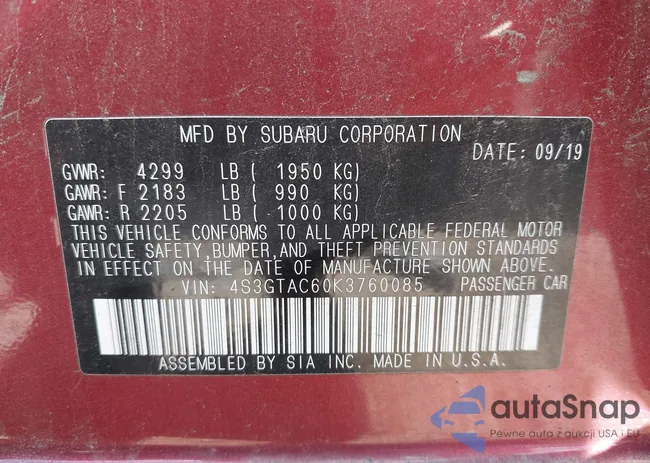 MFD BY SUBARU CORPORATION
DATE: 09/19
GVWR: 4299 LB ( 1950 KG)
GAWR: F 2183 LB ( 990 KG)
GAWR: R 2205 LB ( 1000 KG)
THIS VEHICLE CONFORMS TO ALL APPLICABLE FEDERAL MOTOR
VEHICLE SAFETY,BUMPER,AND THEFT PREVENTION STANDARDS
IN EFFECT ON THE DATE OF MANUFACTURE SHOWN ABOVE.
VIN: 4S3GTAC60K3760085 PASSENGER CAR
ASSEMBLED BY SIA INC. MADE IN U.S.A.
autaSnap
Pewne auta z aukcji USA i EU